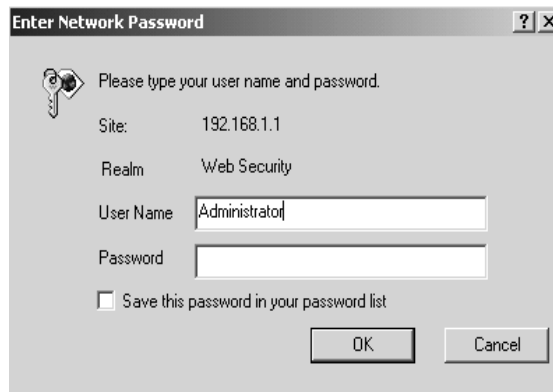 Enter Network Password
Please type your user name and password.
Site: 192.168.1.1
Realm Web Security
User Name Administrator
Password
Save this password in your password list
OK Cancel